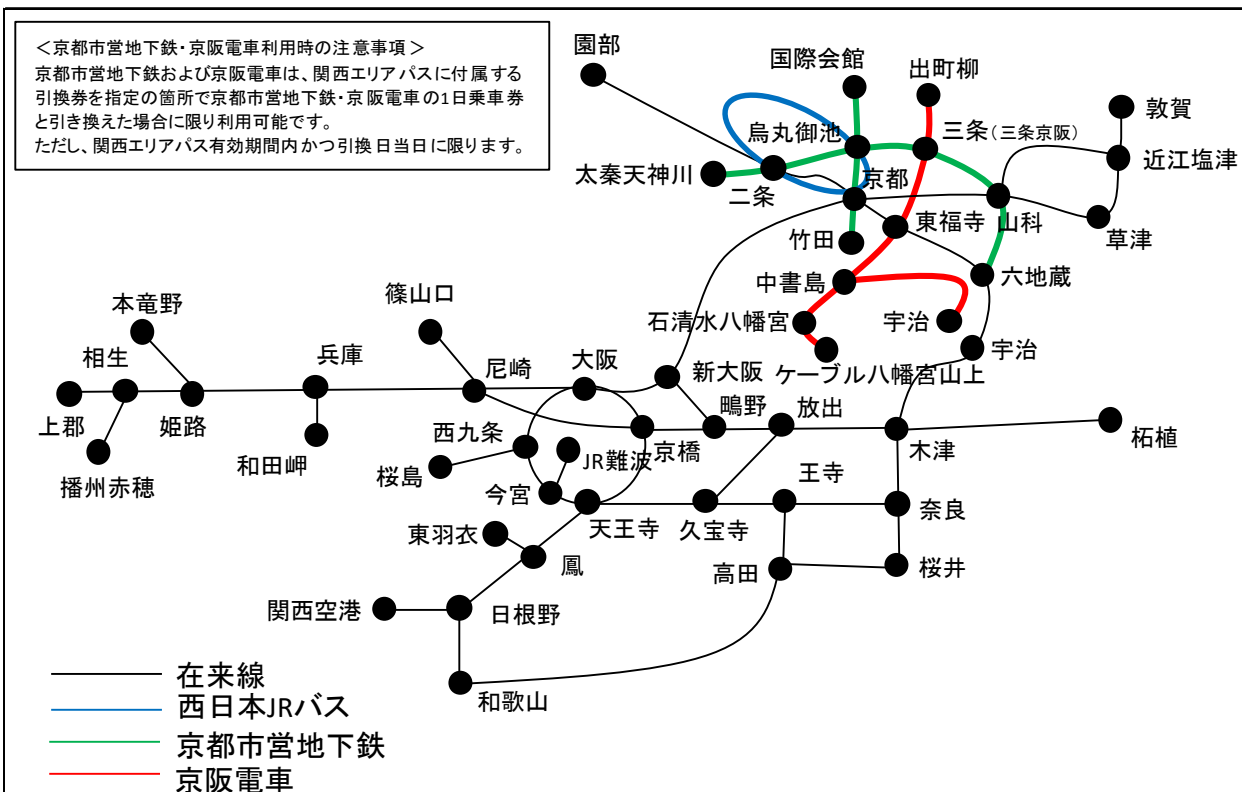 ＜京都市営地下鉄・京阪電車利用時の注意事項＞
京都市営地下鉄および京阪電車は、関西エリアパスに付属する
引換券を指定の箇所で京都市営地下鉄・京阪電車の1日乗車券
と引き換えた場合に限り利用可能です。
ただし、関西エリアパス有効期間内かつ引換日当日に限ります。
園部
国際会館
出町柳
敦賀
烏丸御池
三条（三条京阪）
近江塩津
太秦天神川
二条
京都
東福寺
山科
草津
竹田
中書島
六地蔵
本竜野
篠山口
石清水八幡宮
宇治
宇治
相生
兵庫
尼崎
大阪
新大阪
ケーブル八幡宮山上
鴫野
放出
上郡
姫路
西九条
JR難波
京橋
木津
柘植
和田岬
桜島
播州赤穂
今宮
王寺
天王寺
久宝寺
奈良
東羽衣
鳳
高田
桜井
関西空港
日根野
和歌山
在来線
西日本JRバス
京都市営地下鉄
京阪電車